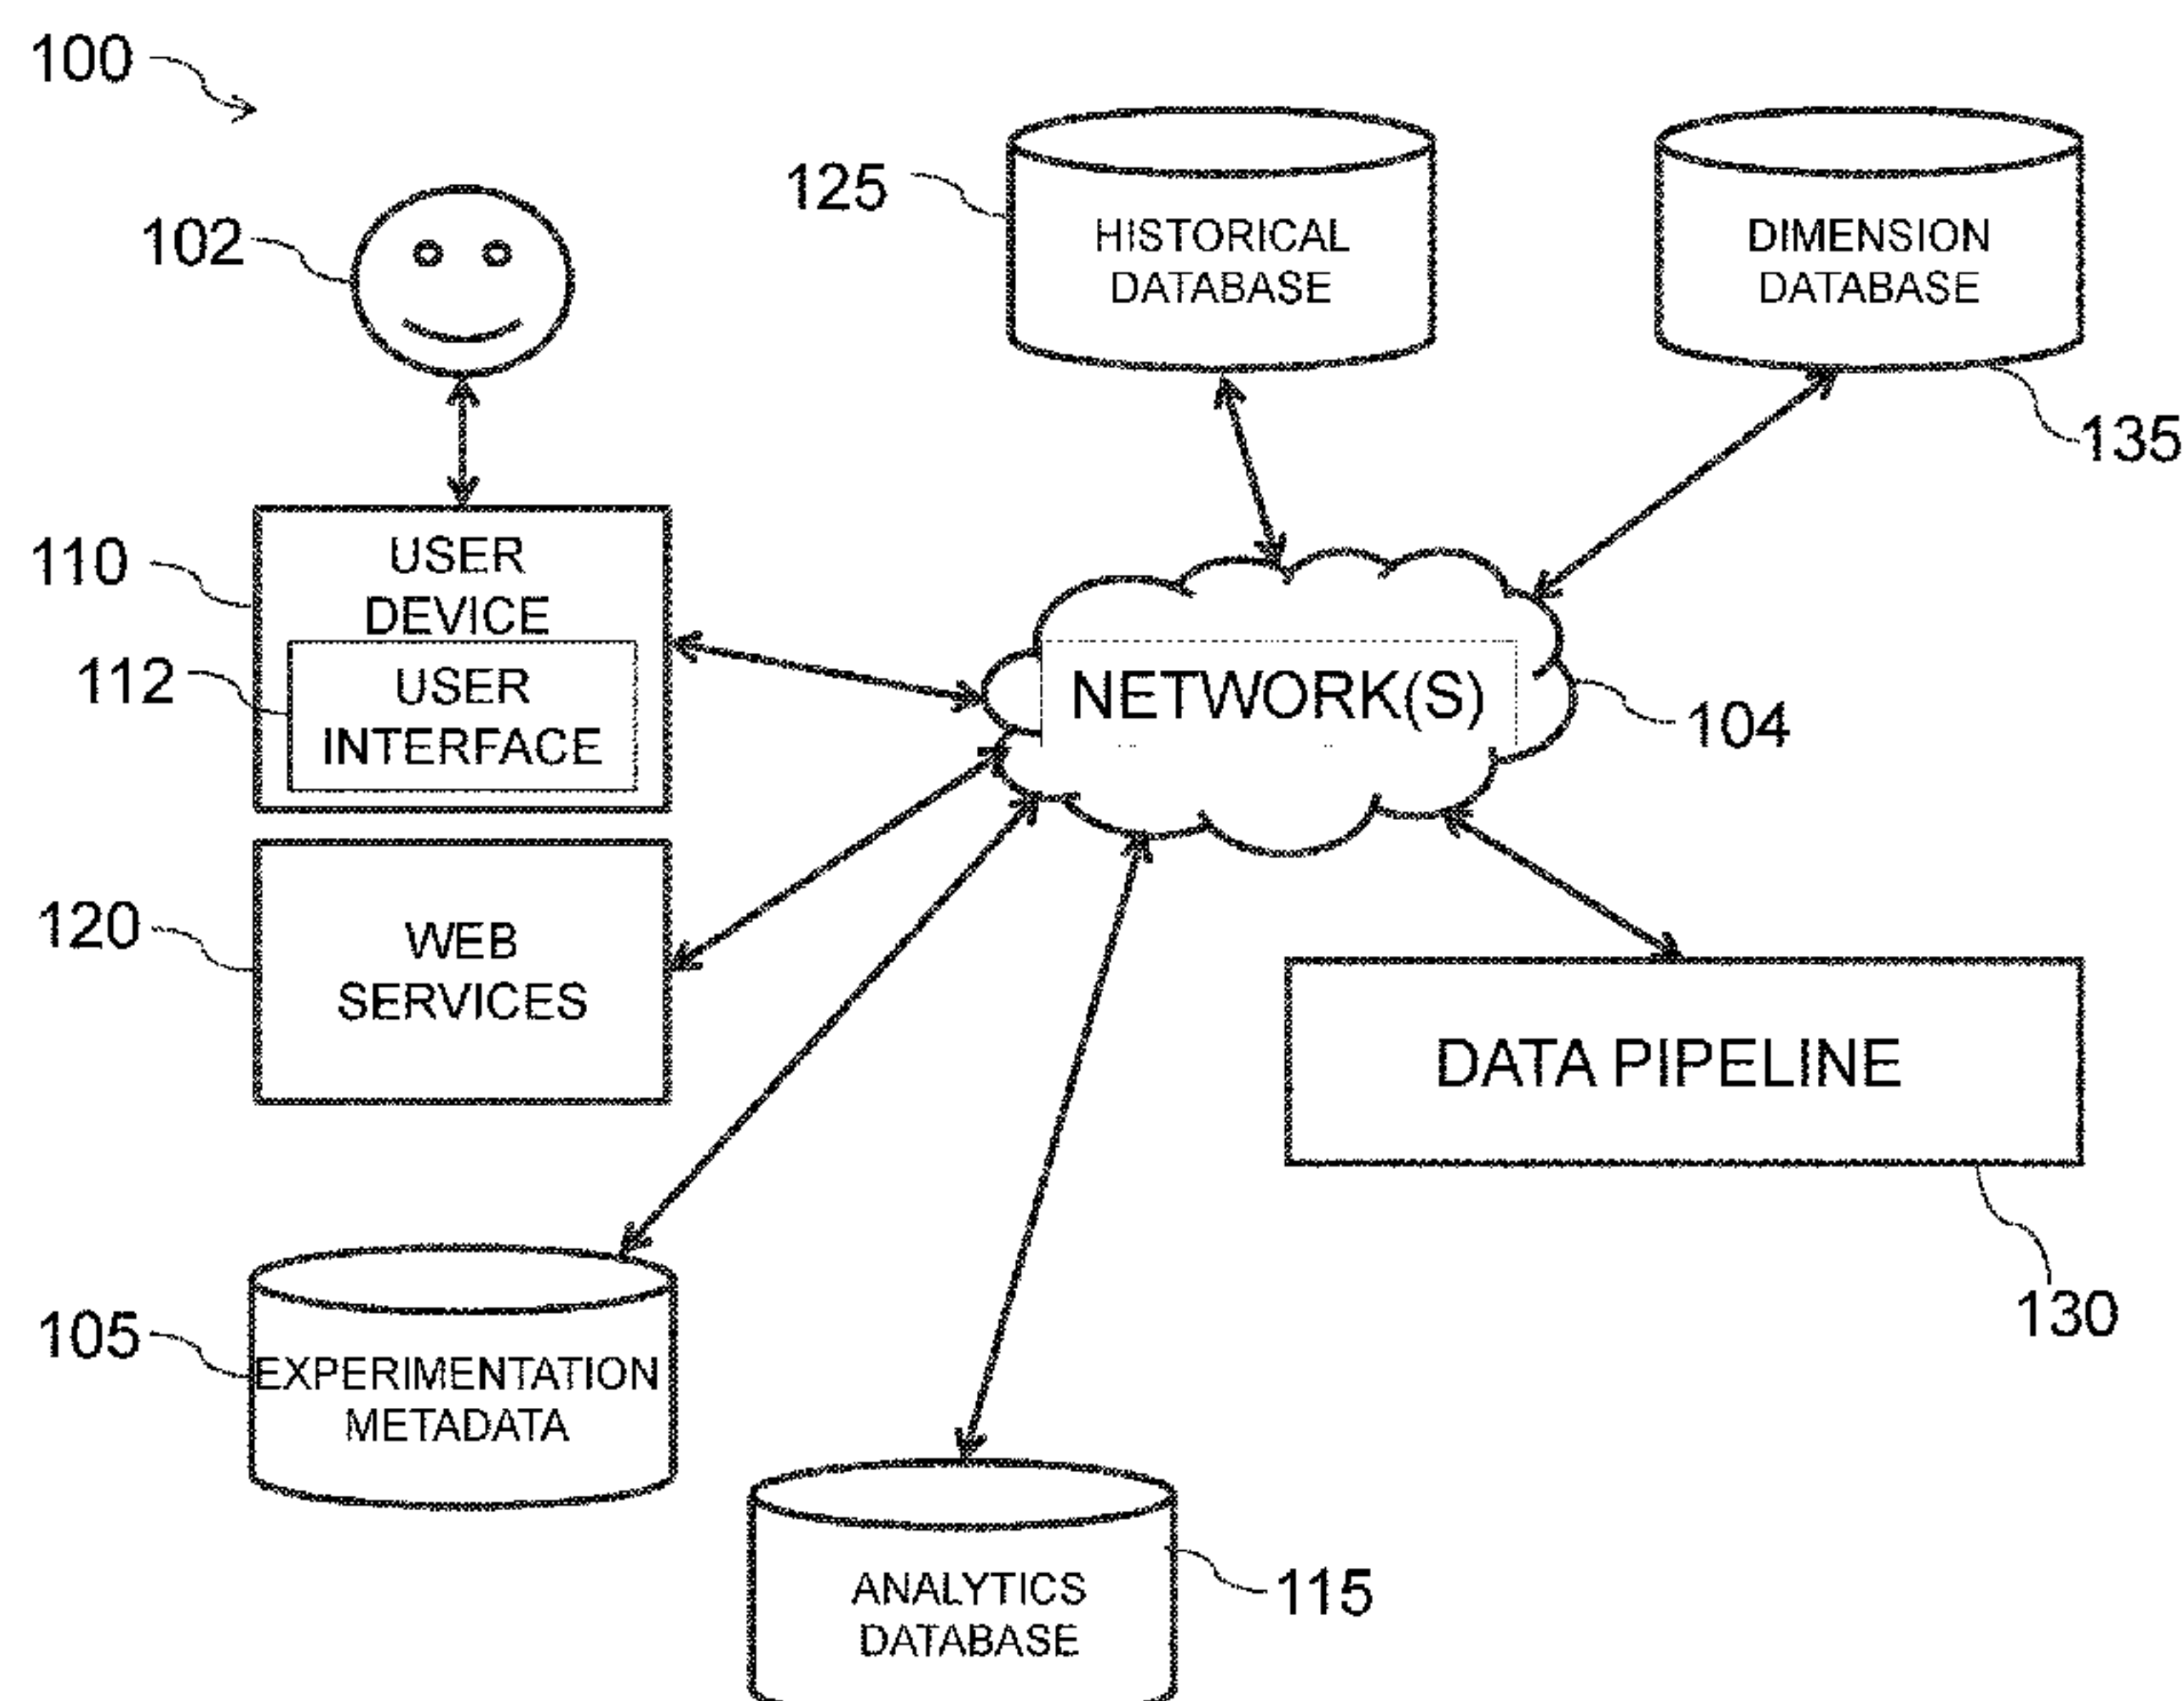 100
102
125
HISTORICAL
DATABASE
DIMENSION
DATABASE
135
110
USER
DEVICE
112
USER
INTERFACE
NETWORK(S)
104
120
WEB
SERVICES
DATA PIPELINE
130
105
EXPERIMENTATION
METADATA
ANALYTICS
DATABASE
115